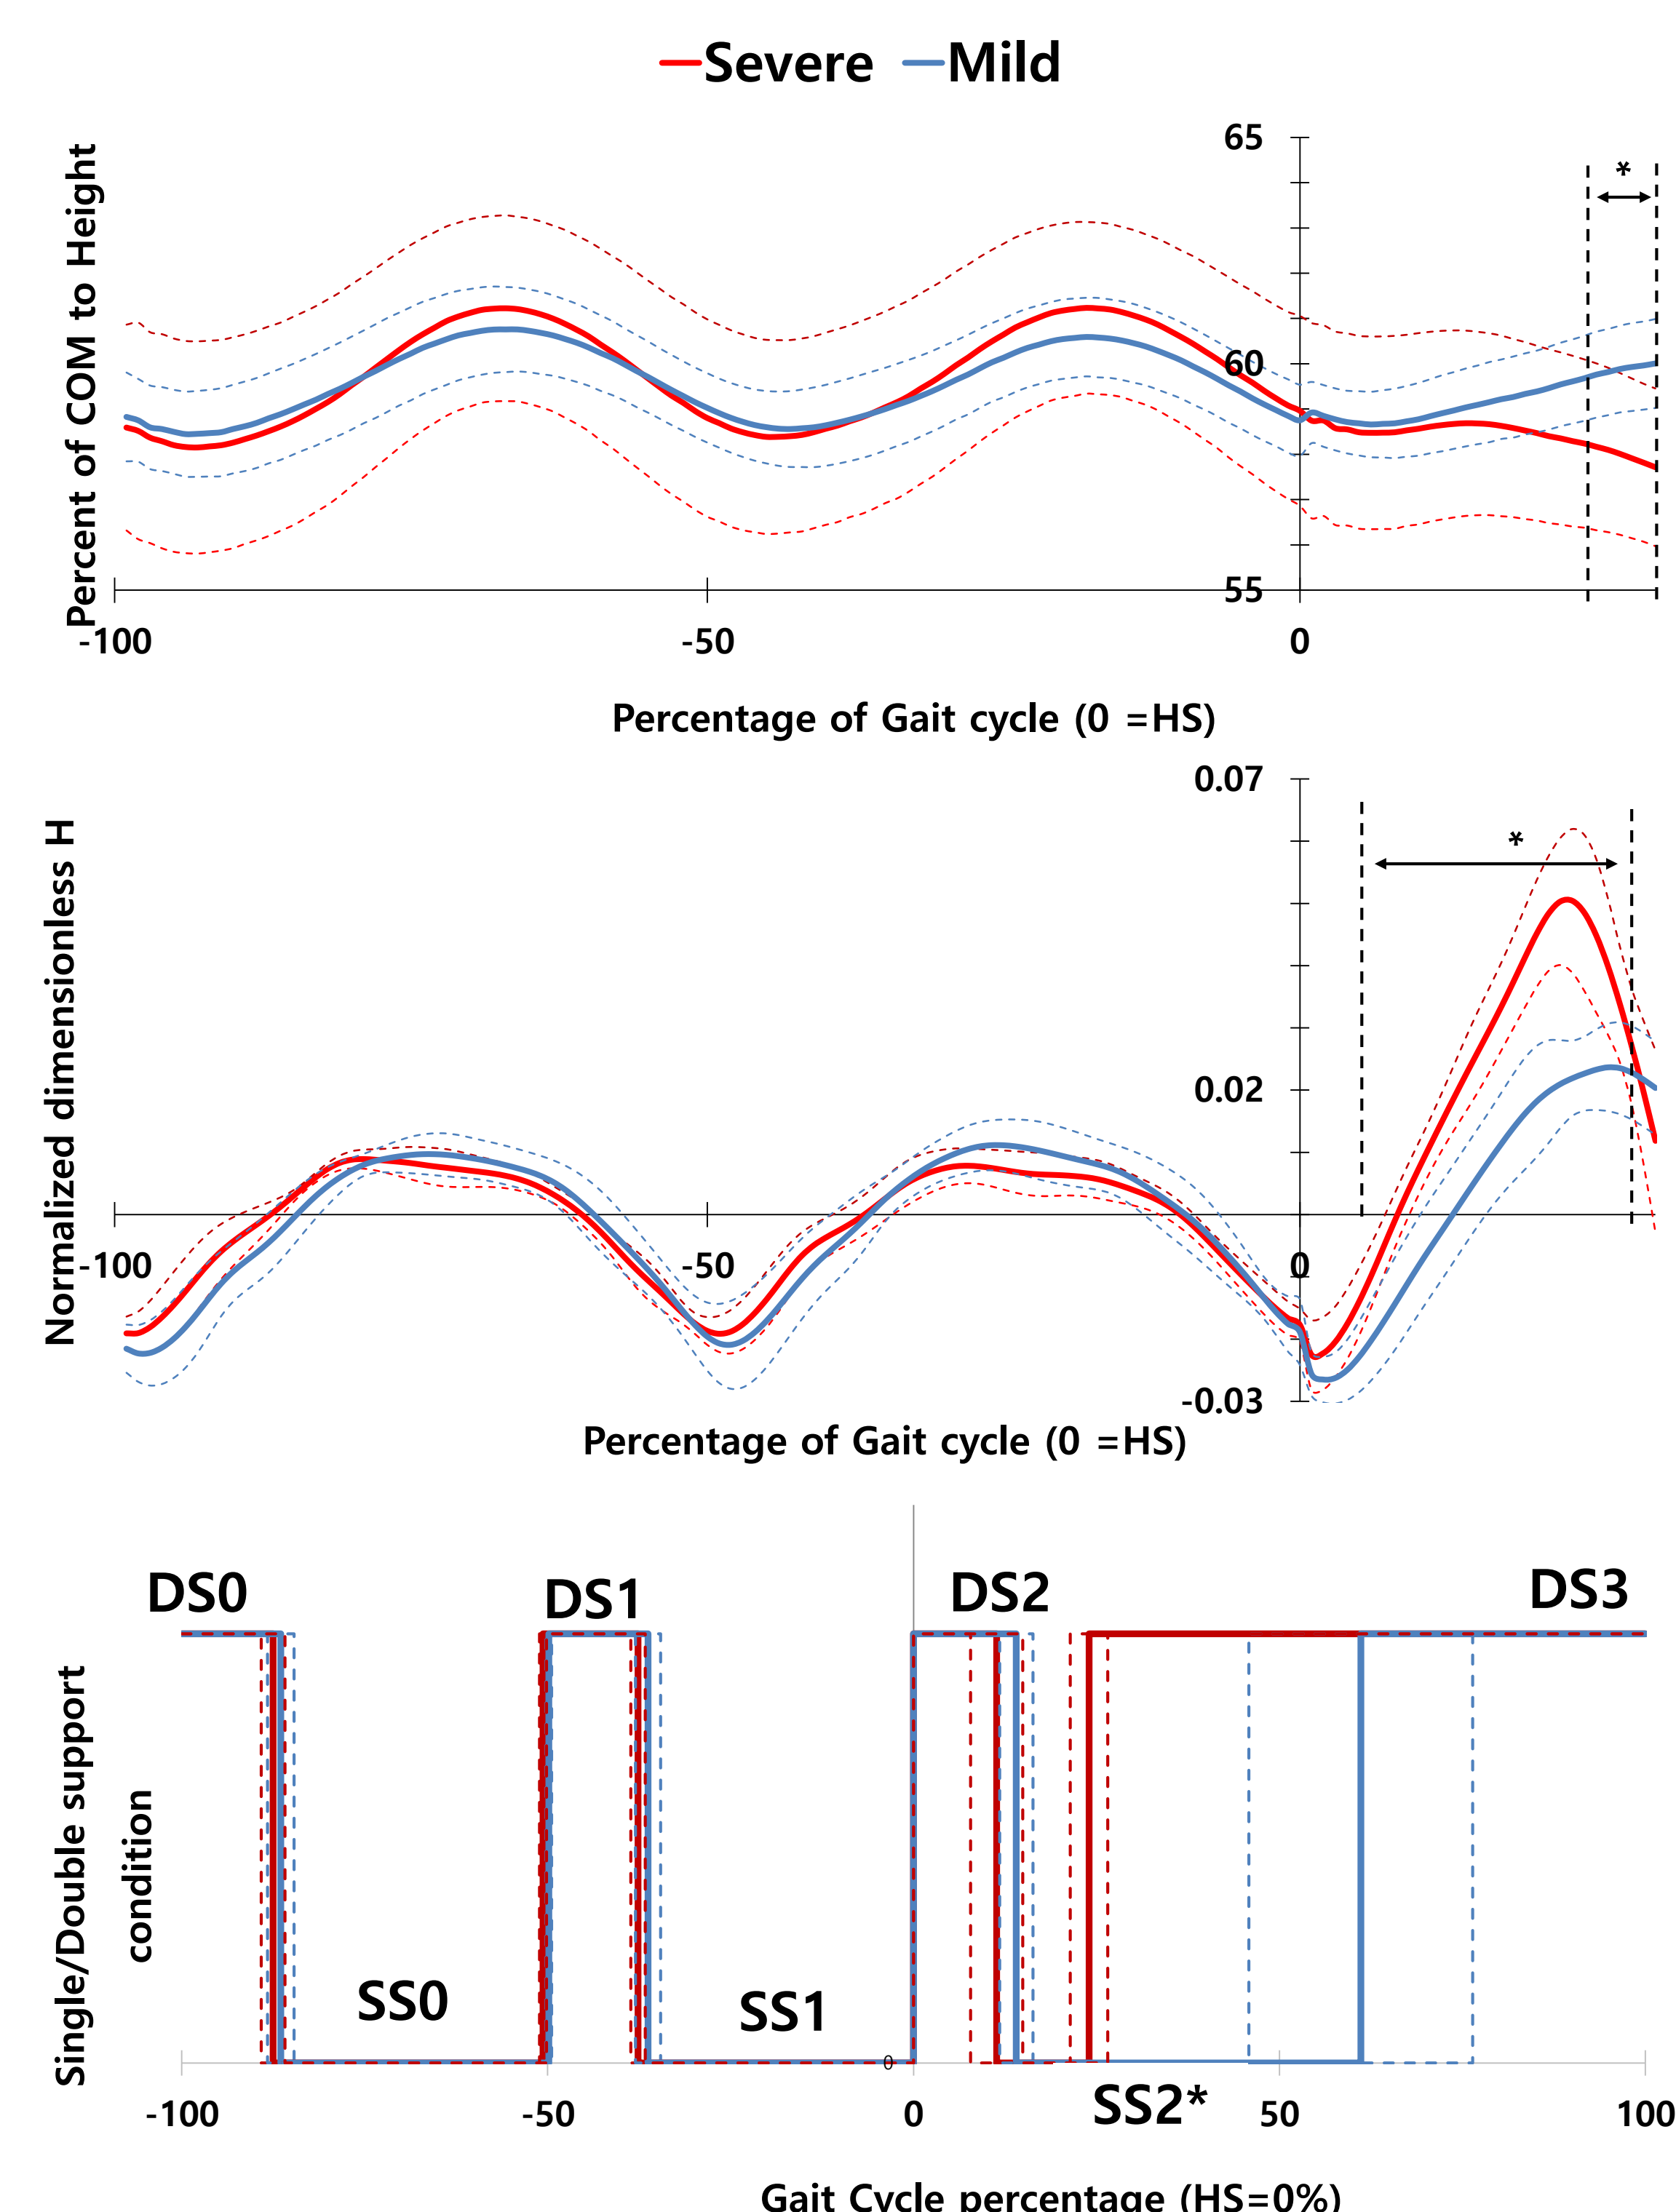 Severe Mild
Percent of COM to Height
65
*
60
55
-100 -50 0
Percentage of Gait cycle (0 =HS)
Normalized dimensionless H
0.07
*
0.02
-100 -50 0
-0.03
Percentage of Gait cycle (0 =HS)
Single/Double support
condition
DS0 DS1 DS2 DS3
SS0 SS1
0
SS2*
-100 -50 0 50 100
Gait Cycle percentage (HS=0%)